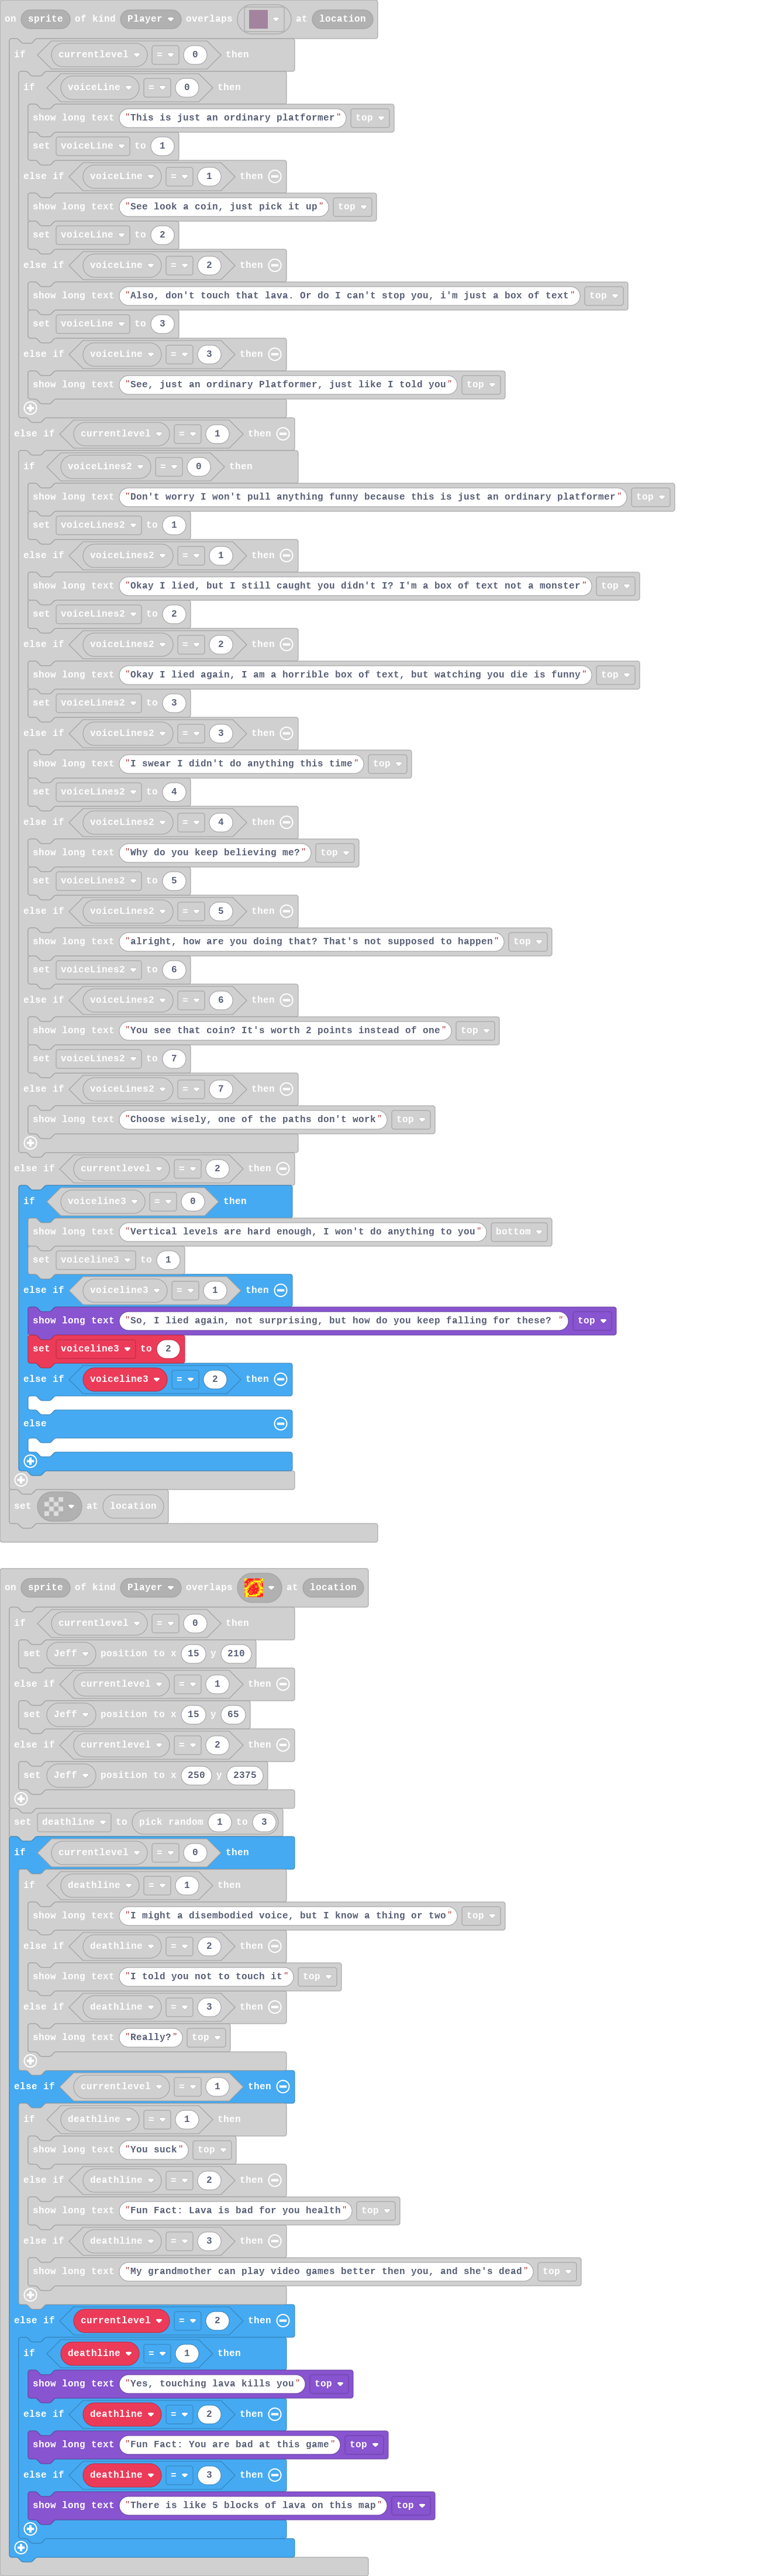 on sprite of kind Player overlaps at location
if currentlevel = 0 then
if voiceLine = 0 then
show long text "This is just an ordinary platformer" top
set voiceLine to 1
else if voiceLine = 1 then
show long text "See look a coin, just pick it up" top
set voiceLine to 2
else if voiceLine = 2 then
show long text "Also, don't touch that lava. Or do I can't stop you, i'm just a box of text" top
set voiceLine to 3
else if voiceLine = 3 then
show long text "See, just an ordinary Platformer, just like I told you" top
else if currentlevel = 1 then
if voiceLines2 = 0 then
show long text "Don't worry I won't pull anything funny because this is just an ordinary platformer" top
set voiceLines2 to 1
else if voiceLines2 = 1 then
show long text "Okay I lied, but I still caught you didn't I? I'm a box of text not a monster" top
set voiceLines2 to 2
else if voiceLines2 = 2 then
show long text "Okay I lied again, I am a horrible box of text, but watching you die is funny" top
set voiceLines2 to 3
else if voiceLines2 = 3 then
show long text "I swear I didn't do anything this time" top
set voiceLines2 to 4
else if voiceLines2 = 4 then
show long text "Why do you keep believing me?" top
set voiceLines2 to 5
else if voiceLines2 = 5 then
show long text "alright, how are you doing that? That's not supposed to happen" top
set voiceLines2 to 6
else if voiceLines2 = 6 then
show long text "You see that coin? It's worth 2 points instead of one" top
set voiceLines2 to 7
else if voiceLines2 = 7 then
show long text "Choose wisely, one of the paths don't work" top
else if currentlevel = 2 then
if voiceline3 = 0 then
show long text "Vertical levels are hard enough, I won't do anything to you" bottom
set voiceline3 to 1
else if voiceline3 = 1 then
show long text "So, I lied again, not surprising, but how do you keep falling for these? " top
set voiceline3 to 2
else if voiceline3 = 2 then
else
set at location
on sprite of kind Player overlaps at location
if currentlevel = 0 then
set Jeff position to x 15 y 210
else if currentlevel = 1 then
set Jeff position to x 15 y 65
else if currentlevel = 2 then
set Jeff position to x 250 y 2375
set deathline to pick random 1 to 3
if currentlevel = 0 then
if deathline = 1 then
show long text "I might a disembodied voice, but I know a thing or two" top
else if deathline = 2 then
show long text "I told you not to touch it" top
else if deathline = 3 then
show long text "Really?" top
else if currentlevel = 1 then
if deathline = 1 then
show long text "You suck" top
else if deathline = 2 then
show long text "Fun Fact: Lava is bad for you health" top
else if deathline = 3 then
show long text "My grandmother can play video games better then you, and she's dead" top
else if currentlevel = 2 then
if deathline = 1 then
show long text "Yes, touching lava kills you" top
else if deathline = 2 then
show long text "Fun Fact: You are bad at this game" top
else if deathline = 3 then
show long text "There is like 5 blocks of lava on this map" top